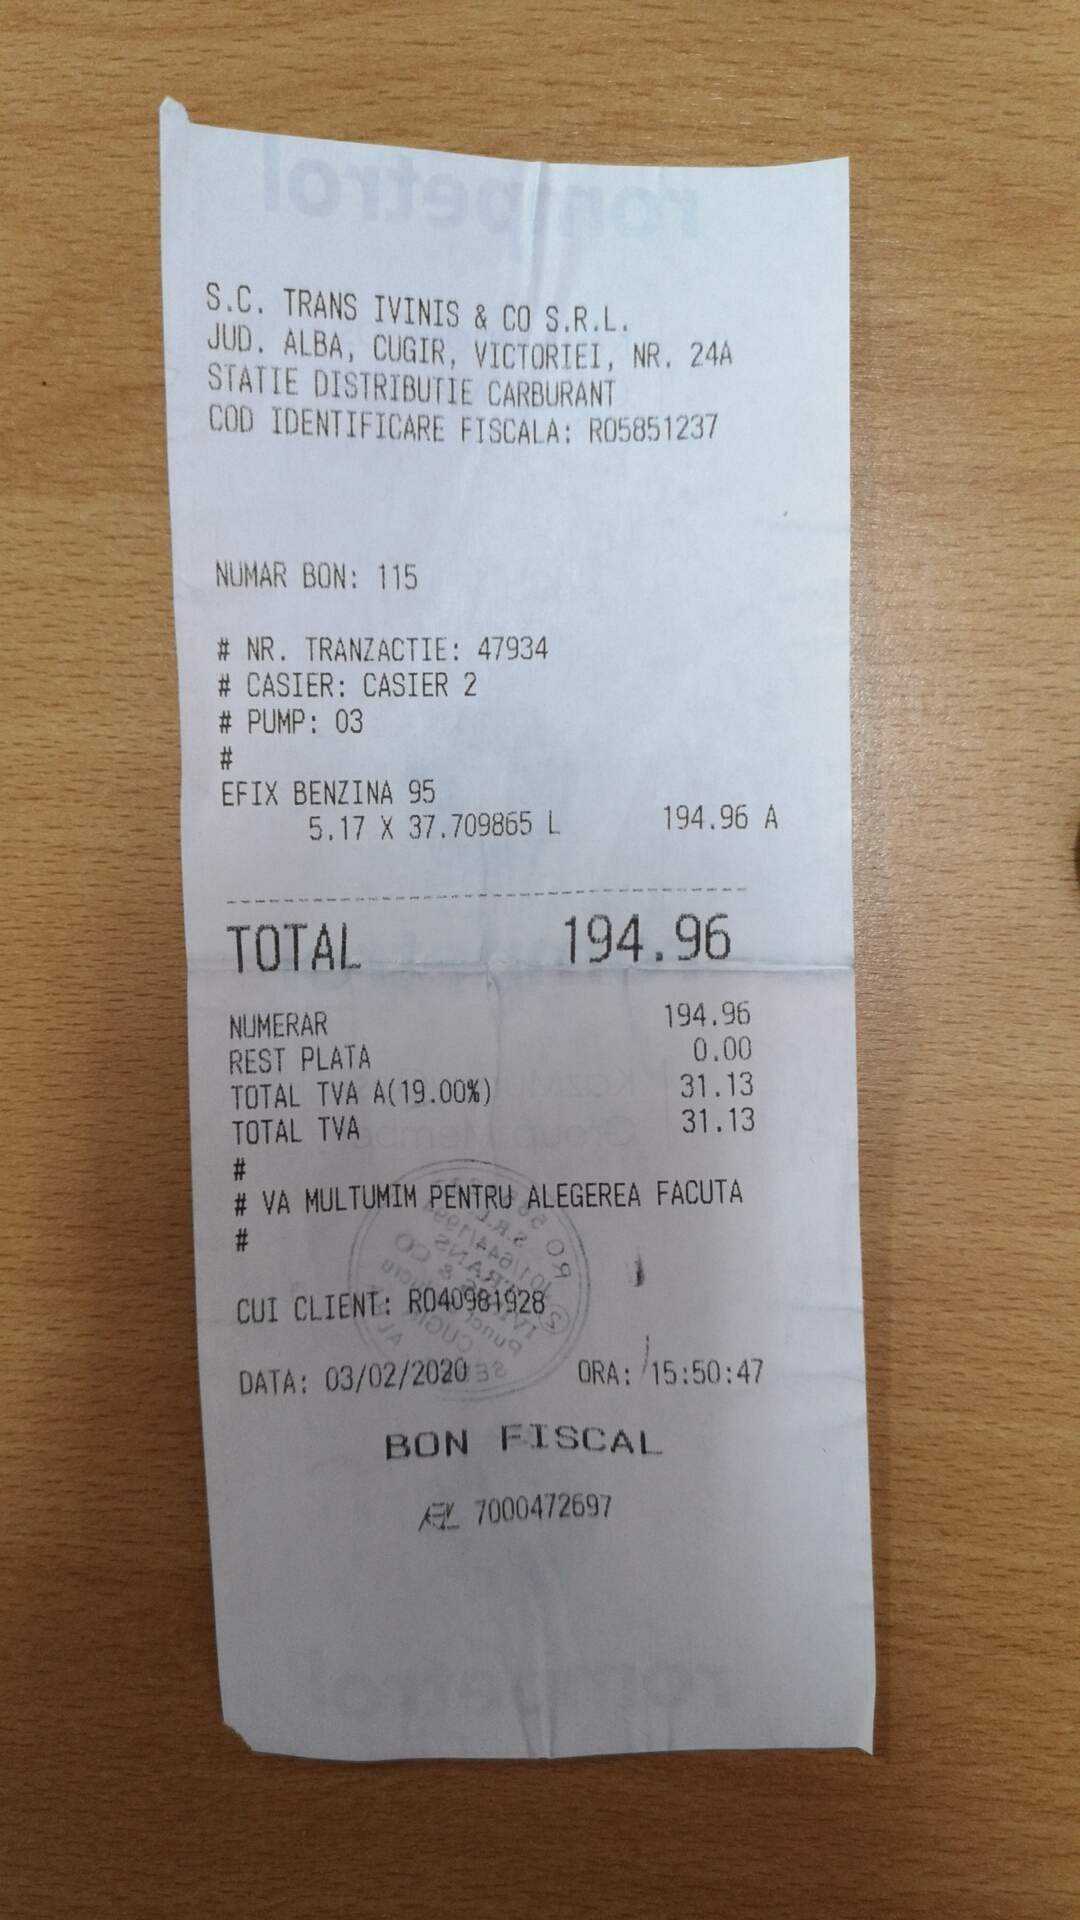 S.C. TRANS IVINIS & CO S.R.L.
JUD. ALBA, CUGIR, VICTORIEI, NR. 24A
STATIE DISTRIBUTIE CARBURANT
COD IDENTIFICARE FISCALA: RO5851237
NUMAR BON: 115
# NR. TRANZACTIE: 47934
# CASIER: CASIER 2
# PUMP: 03
#
EFIX BENZINA 95
5.17 X 37.709865 L 194.96 A
TOTAL 194.96
NUMERAR 194.96
REST PLATA 0.00
TOTAL TVA A(19.00%) 31.13
TOTAL TVA 31.13
#
# VA MULTUMIM PENTRU ALEGEREA FACUTA
#
CUI CLIENT: RO40981928
DATA: 03/02/2020 ORA: 15:50:47
BON FISCAL
7000472697